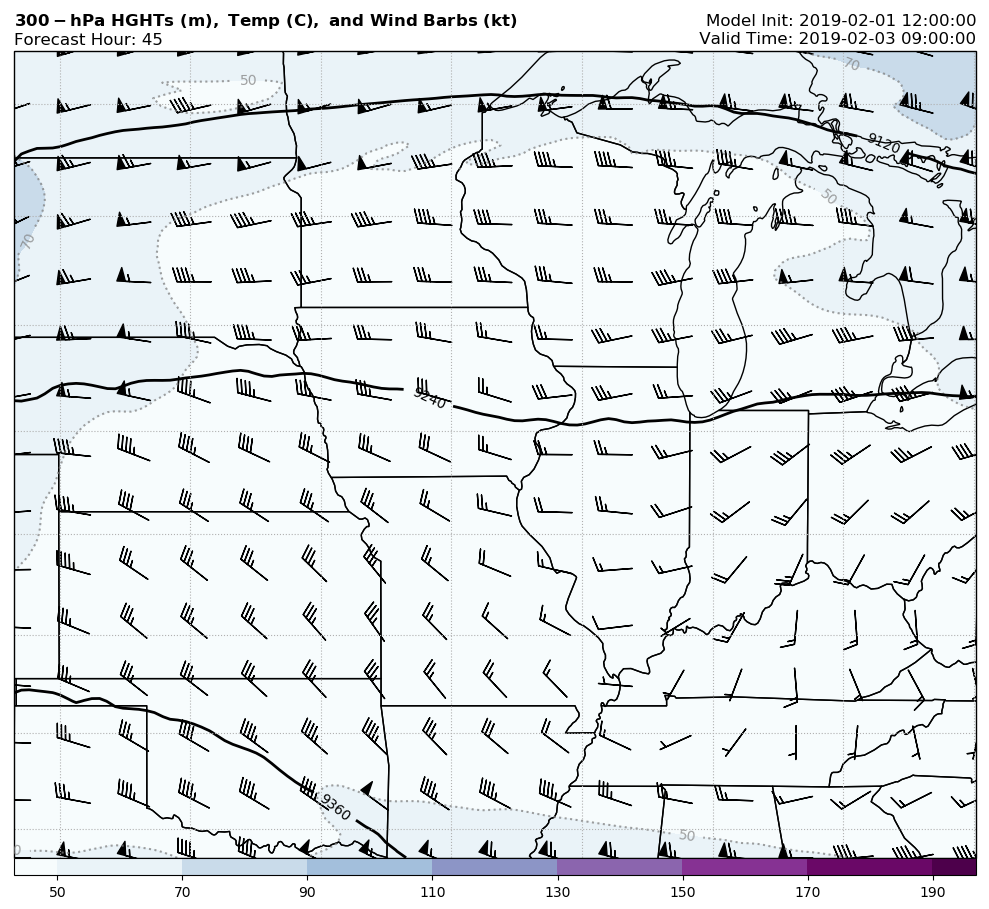 300-hPa HGHTs (m), Temp (C), and Wind Barbs (kt)
Model Init: 2019-02-01 12:00:00
Forecast Hour: 45
Valid Time: 2019-02-03 09:00:00
70
50
9120
50
70
9240
9360
50
0
50 70 90 110 130 150 170 190